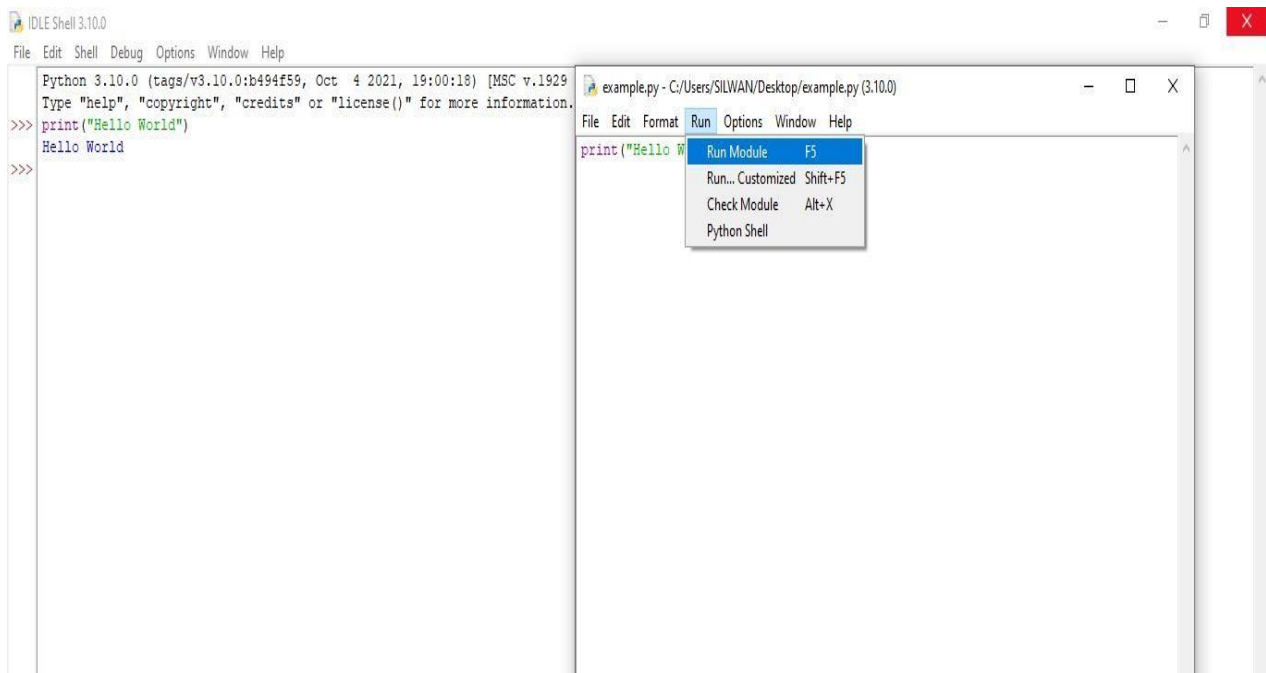 IDLE Shell 3.10.0
File Edit Shell Debug Options Window Help
Python 3.10.0 (tags/v3.10.0:b494f59, Oct 4 2021, 19:00:18) [MSC v.1929
Type "help", "copyright", "credits" or "license()" for more information.
>>> print("Hello World")
Hello World
>>>
example.py - C:/Users/SILWAN/Desktop/example.py (3.10.0)
File Edit Format Run Options Window Help
print("Hello W
Run Module F5
Run... Customized Shift+F5
Check Module Alt+X
Python Shell